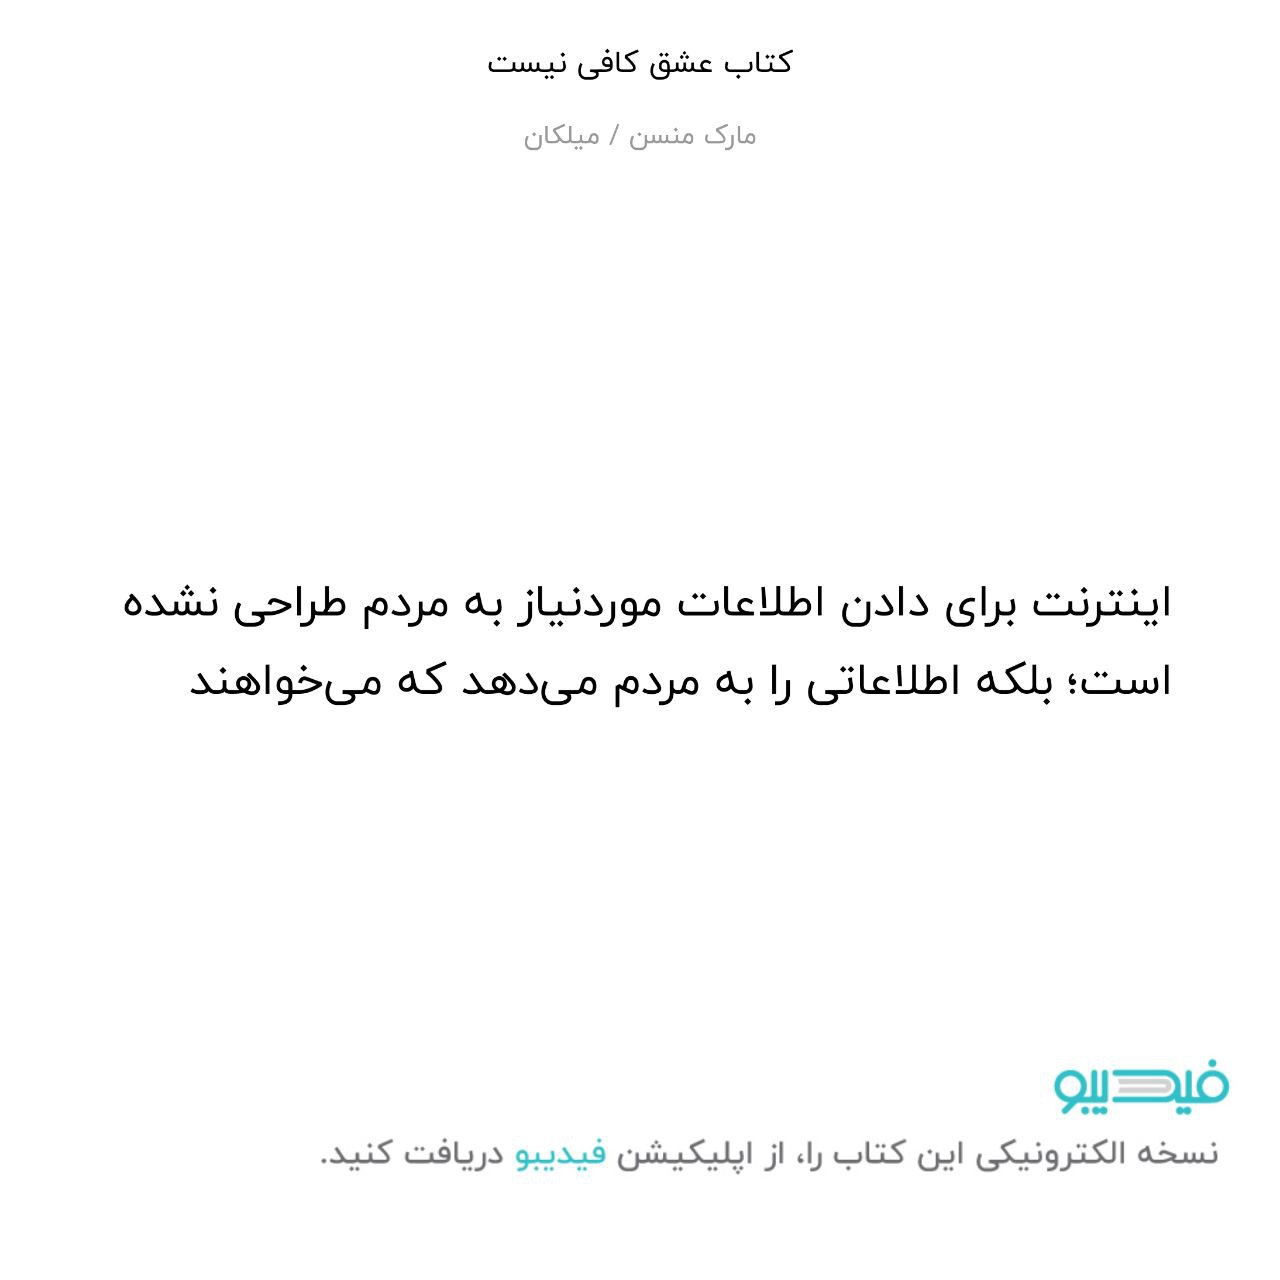 کتاب عشق کافی نیست
مارک منسن / میلکان
اینترنت برای دادن اطلاعات موردنیاز به مردم طراحی نشده
است؛ بلکه اطلاعاتی را به مردم می‌دهد که می‌خواهند
فیدیبو
نسخه الکترونیکی این کتاب را، از اپلیکیشن فیدیبو دریافت کنید.